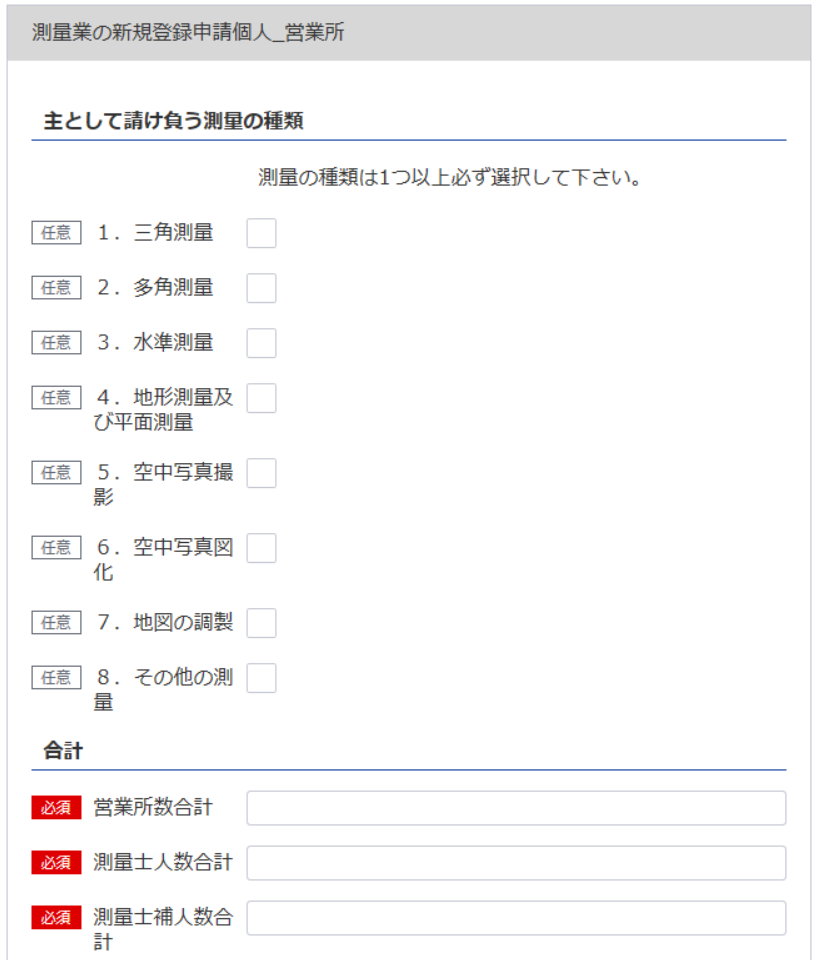 測量業の新規登録申請個人_営業所
主として請け負う測量の種類
測量の種類は1つ以上必ず選択して下さい。
任意 １．三角測量
任意 ２．多角測量
任意 ３．水準測量
任意 ４．地形測量及
び平面測量
任意 ５．空中写真撮
影
任意 ６．空中写真図
化
任意 ７．地図の調製
任意 ８．その他の測
量
合計
必須 営業所数合計
必須 測量士人数合計
必須 測量士補人数合
計